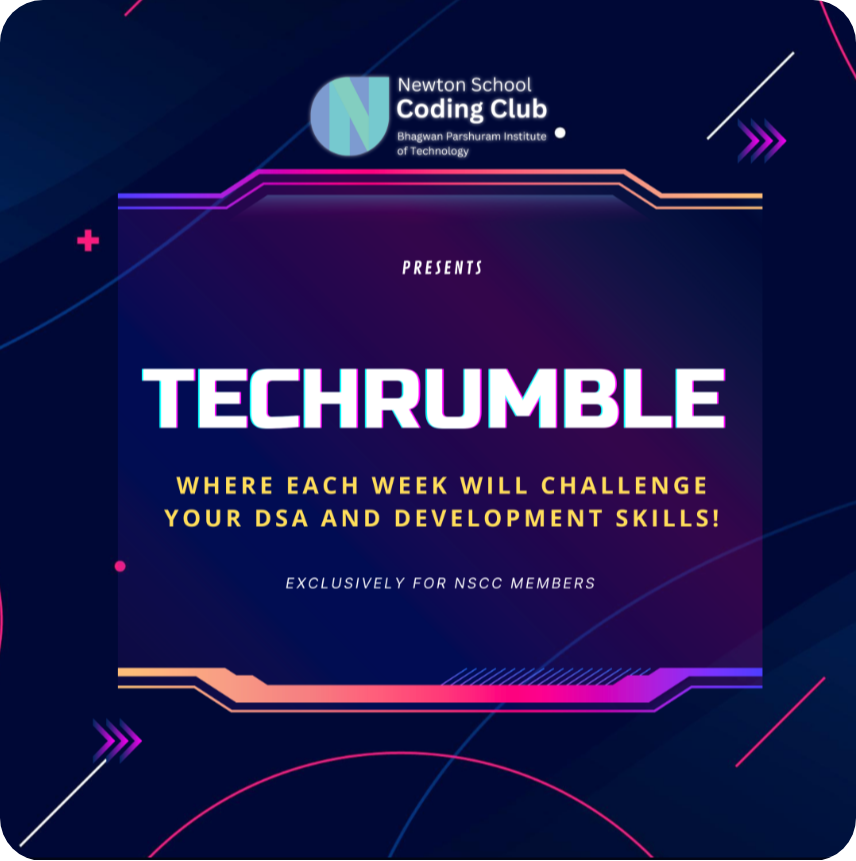 Newton School
Coding Club
Bhagwan Parshuram Institute
of Technology
PRESENTS
TECHRUMBLE
WHERE EACH WEEK WILL CHALLENGE
YOUR DSA AND DEVELOPMENT SKILLS!
EXCLUSIVELY FOR NSCC MEMBERS